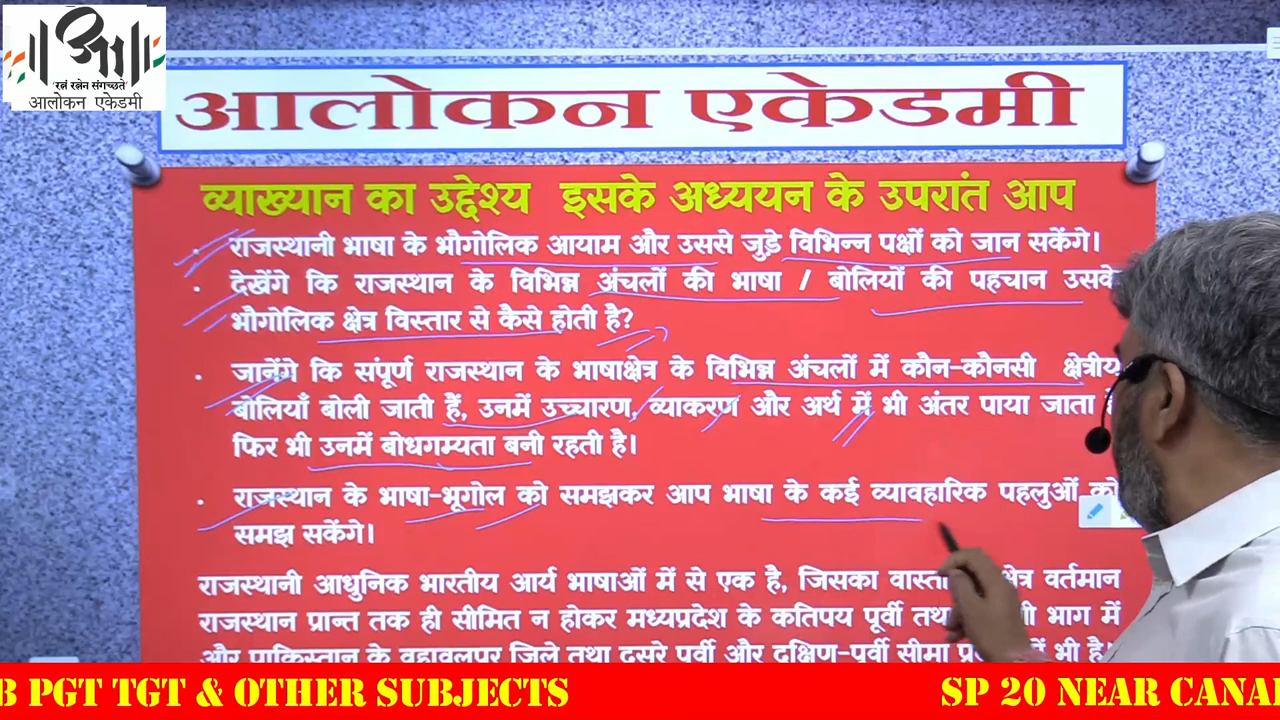 रत्नं रत्नेन संगच्छते
आलोकन एकेडमी
आलोकन एकेडमी
व्याख्यान का उद्देश्य इसके अध्ययन के उपरांत आप
. राजस्थानी भाषा के भौगोलिक आयाम और उससे जुड़े विभिन्न पक्षों को जान सकेंगे।
. देखेंगे कि राजस्थान के विभिन्न अंचलों की भाषा / बोलियों की पहचान उसके
भौगोलिक क्षेत्र विस्तार से कैसे होती है?
. जानेंगे कि संपूर्ण राजस्थान के भाषाक्षेत्र के विभिन्न अंचलों में कौन-कौनसी क्षेत्रीय
बोलियाँ बोली जाती हैं, उनमें उच्चारण, व्याकरण और अर्थ में भी अंतर पाया जाता है
फिर भी उनमें बोधगम्यता बनी रहती है।
. राजस्थान के भाषा-भूगोल को समझकर आप भाषा के कई व्यावहारिक पहलुओं को
समझ सकेंगे।
राजस्थानी आधुनिक भारतीय आर्य भाषाओं में से एक है, जिसका वर्तमान
राजस्थान प्रान्त तक ही सीमित न होकर मध्यप्रदेश के कतिपय पूर्वी भाग में
और पाकिस्तान के वहावलपुर जिले तथा दूसरे पूर्वी और दक्षिण-पूर्वी सीमा में भी है।
B PGT TGT & OTHER SUBJECTS SP 20 NEAR CANAL